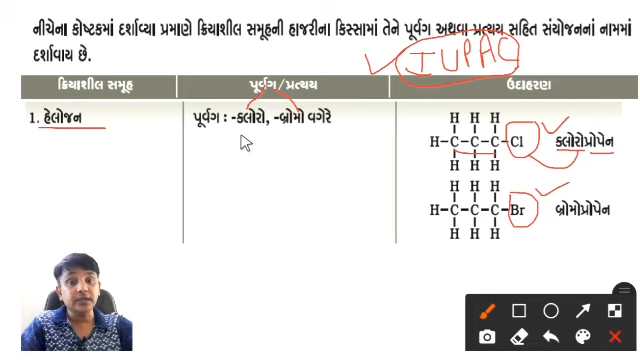 નીચેના કોષ્ટકમાં દર્શાવ્યા પ્રમાણે ક્રિયાશીલ સમૂહની હાજરીના કિસ્સામાં તેને પૂર્વગ અથવા પ્રત્યય સહિત સંયોજનનાં નામમાં
દર્શાવાય છે.
IUPAC
ક્રિયાશીલ સમૂહ પૂર્વગ/પ્રત્યય ઉદાહરણ
1. હેલોજન પૂર્વગ : -ક્લોરો, -બ્રોમો વગેરે
H H H
H-C-C-C-Cl ક્લોરોપ્રોપેન
H H H
H H H
H-C-C-C-Br બ્રોમોપ્રોપેન
H H H